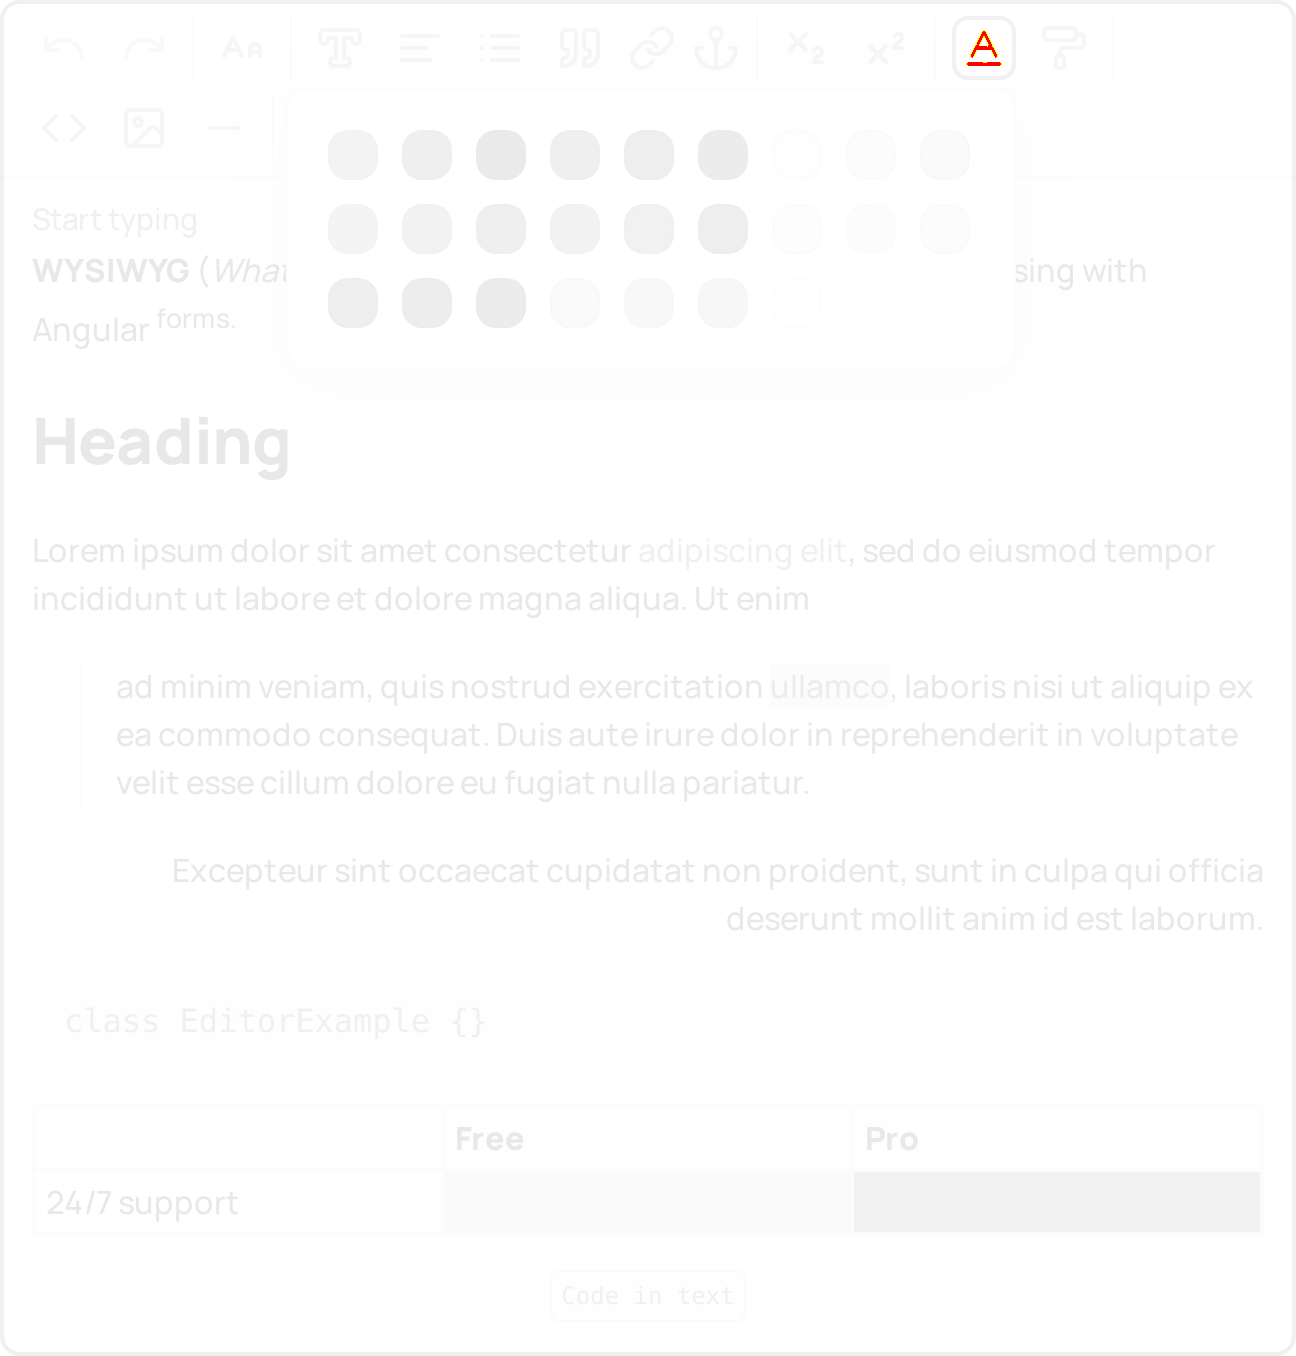 Start typing
WYSIWYG (What sing with
Angular forms.
Heading
Lorem ipsum dolor sit amet consectetur adipiscing elit, sed do eiusmod tempor
incididunt ut labore et dolore magna aliqua. Ut enim
ad minim veniam, quis nostrud exercitation ullamco, laboris nisi ut aliquip ex
ea commodo consequat. Duis aute irure dolor in reprehenderit in voluptate
velit esse cillum dolore eu fugiat nulla pariatur.
Excepteur sint occaecat cupidatat non proident, sunt in culpa qui officia
deserunt mollit anim id est laborum.
class EditorExample {}
Free Pro
24/7 support
Code in text